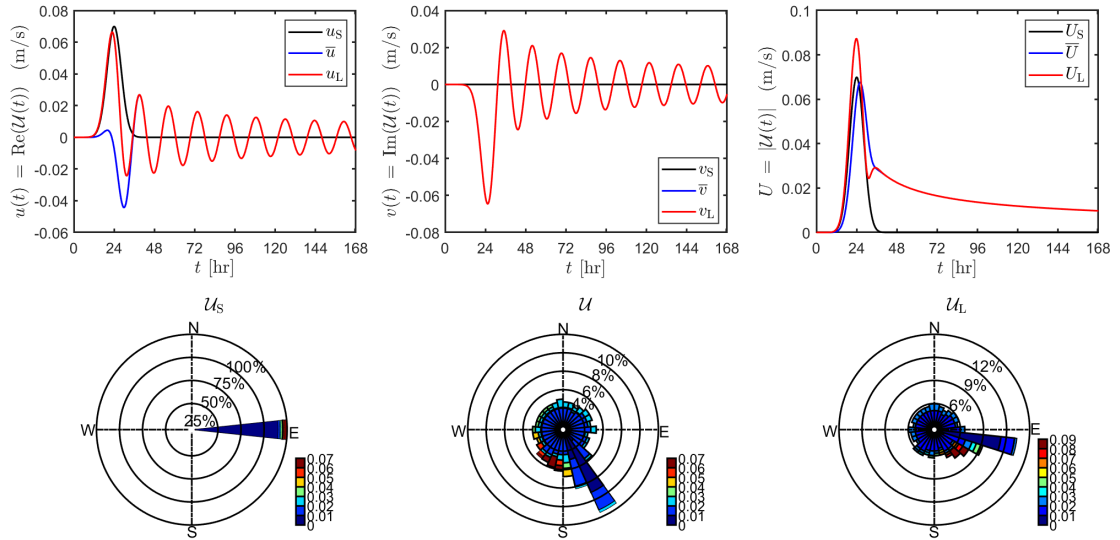 u(t) = Re(𝒰(t)) (m/s)
0.08
0.06
0.04
0.02
0
-0.02
-0.04
-0.06
0 24 48 72 96 120 144 168
t [hr]
u_S
u̅
u_L
v(t) = Im(𝒰(t)) (m/s)
0.04
0.02
0
-0.02
-0.04
-0.06
-0.08
0 24 48 72 96 120 144 168
t [hr]
v_S
v̅
v_L
U = |𝒰(t)| (m/s)
0.1
0.08
0.06
0.04
0.02
0
0 24 48 72 96 120 144 168
t [hr]
U_S
U̅
U_L
𝒰_S
N
100%
75%
50%
25%
W E
S
0.07
0.06
0.05
0.04
0.03
0.02
0.01
0
𝒰
N
10%
8%
6%
4%
W E
S
0.07
0.06
0.05
0.04
0.03
0.02
0.01
0
𝒰_L
N
12%
9%
6%
W E
S
0.09
0.08
0.07
0.06
0.05
0.04
0.03
0.02
0.01
0